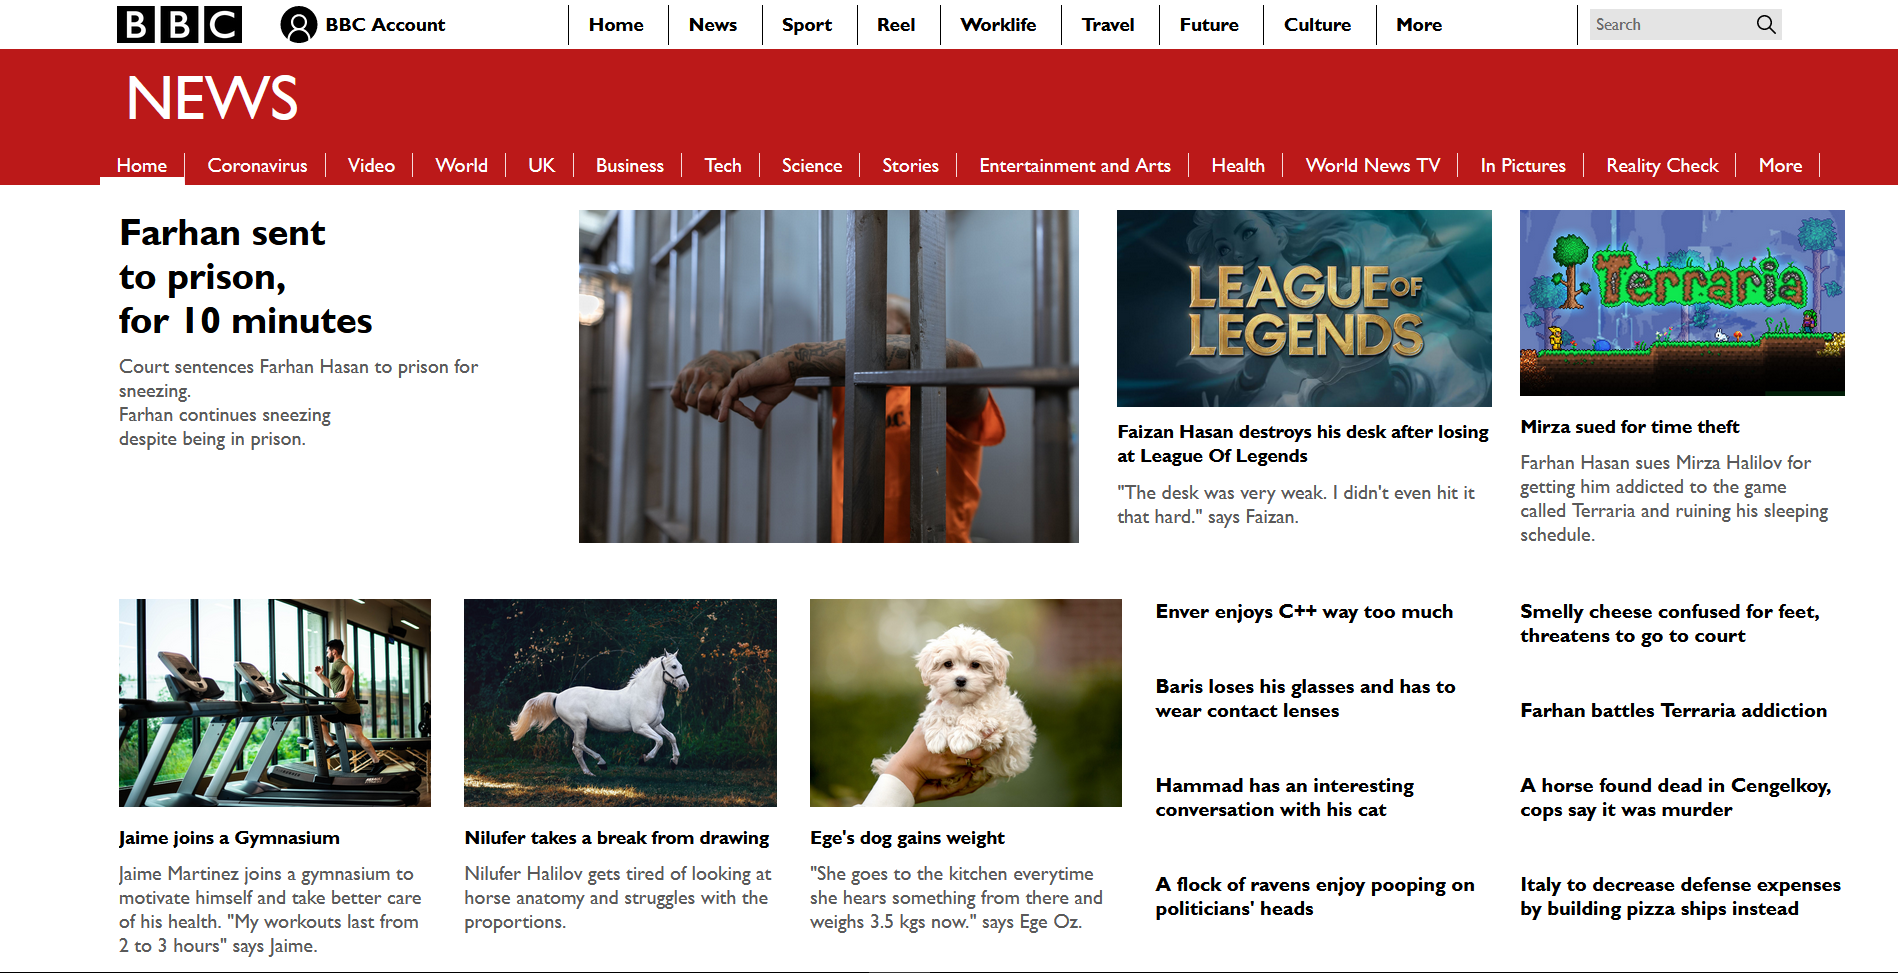 BBC
BBC Account
Home
News
Sport
Reel
Worklife
Travel
Future
Culture
More
Search
NEWS
Home
Coronavirus
Video
World
UK
Business
Tech
Science
Stories
Entertainment and Arts
Health
World News TV
In Pictures
Reality Check
More
Farhan sent
to prison,
for 10 minutes
Court sentences Farhan Hasan to prison for
sneezing.
Farhan continues sneezing
despite being in prison.
LEAGUE OF
LEGENDS
Faizan Hasan destroys his desk after losing
at League Of Legends
"The desk was very weak. I didn't even hit it
that hard." says Faizan.
Terraria
Mirza sued for time theft
Farhan Hasan sues Mirza Halilov for
getting him addicted to the game
called Terraria and ruining his sleeping
schedule.
Jaime joins a Gymnasium
Jaime Martinez joins a gymnasium to
motivate himself and take better care
of his health. "My workouts last from
2 to 3 hours" says Jaime.
Nilufer takes a break from drawing
Nilufer Halilov gets tired of looking at
horse anatomy and struggles with the
proportions.
Ege's dog gains weight
"She goes to the kitchen everytime
she hears something from there and
weighs 3.5 kgs now." says Ege Oz.
Enver enjoys C++ way too much
Baris loses his glasses and has to
wear contact lenses
Hammad has an interesting
conversation with his cat
A flock of ravens enjoy pooping on
politicians' heads
Smelly cheese confused for feet,
threatens to go to court
Farhan battles Terraria addiction
A horse found dead in Cengelkoy,
cops say it was murder
Italy to decrease defense expenses
by building pizza ships instead